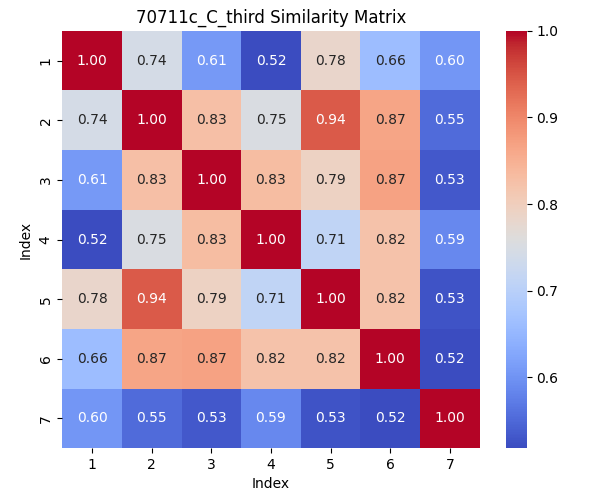 70711c_C_third Similarity Matrix
1 1.00 0.74 0.61 0.52 0.78 0.66 0.60
2 0.74 1.00 0.83 0.75 0.94 0.87 0.55
3 0.61 0.83 1.00 0.83 0.79 0.87 0.53
4 0.52 0.75 0.83 1.00 0.71 0.82 0.59
5 0.78 0.94 0.79 0.71 1.00 0.82 0.53
6 0.66 0.87 0.87 0.82 0.82 1.00 0.52
7 0.60 0.55 0.53 0.59 0.53 0.52 1.00
1 2 3 4 5 6 7
Index
Index
1.0
0.9
0.8
0.7
0.6